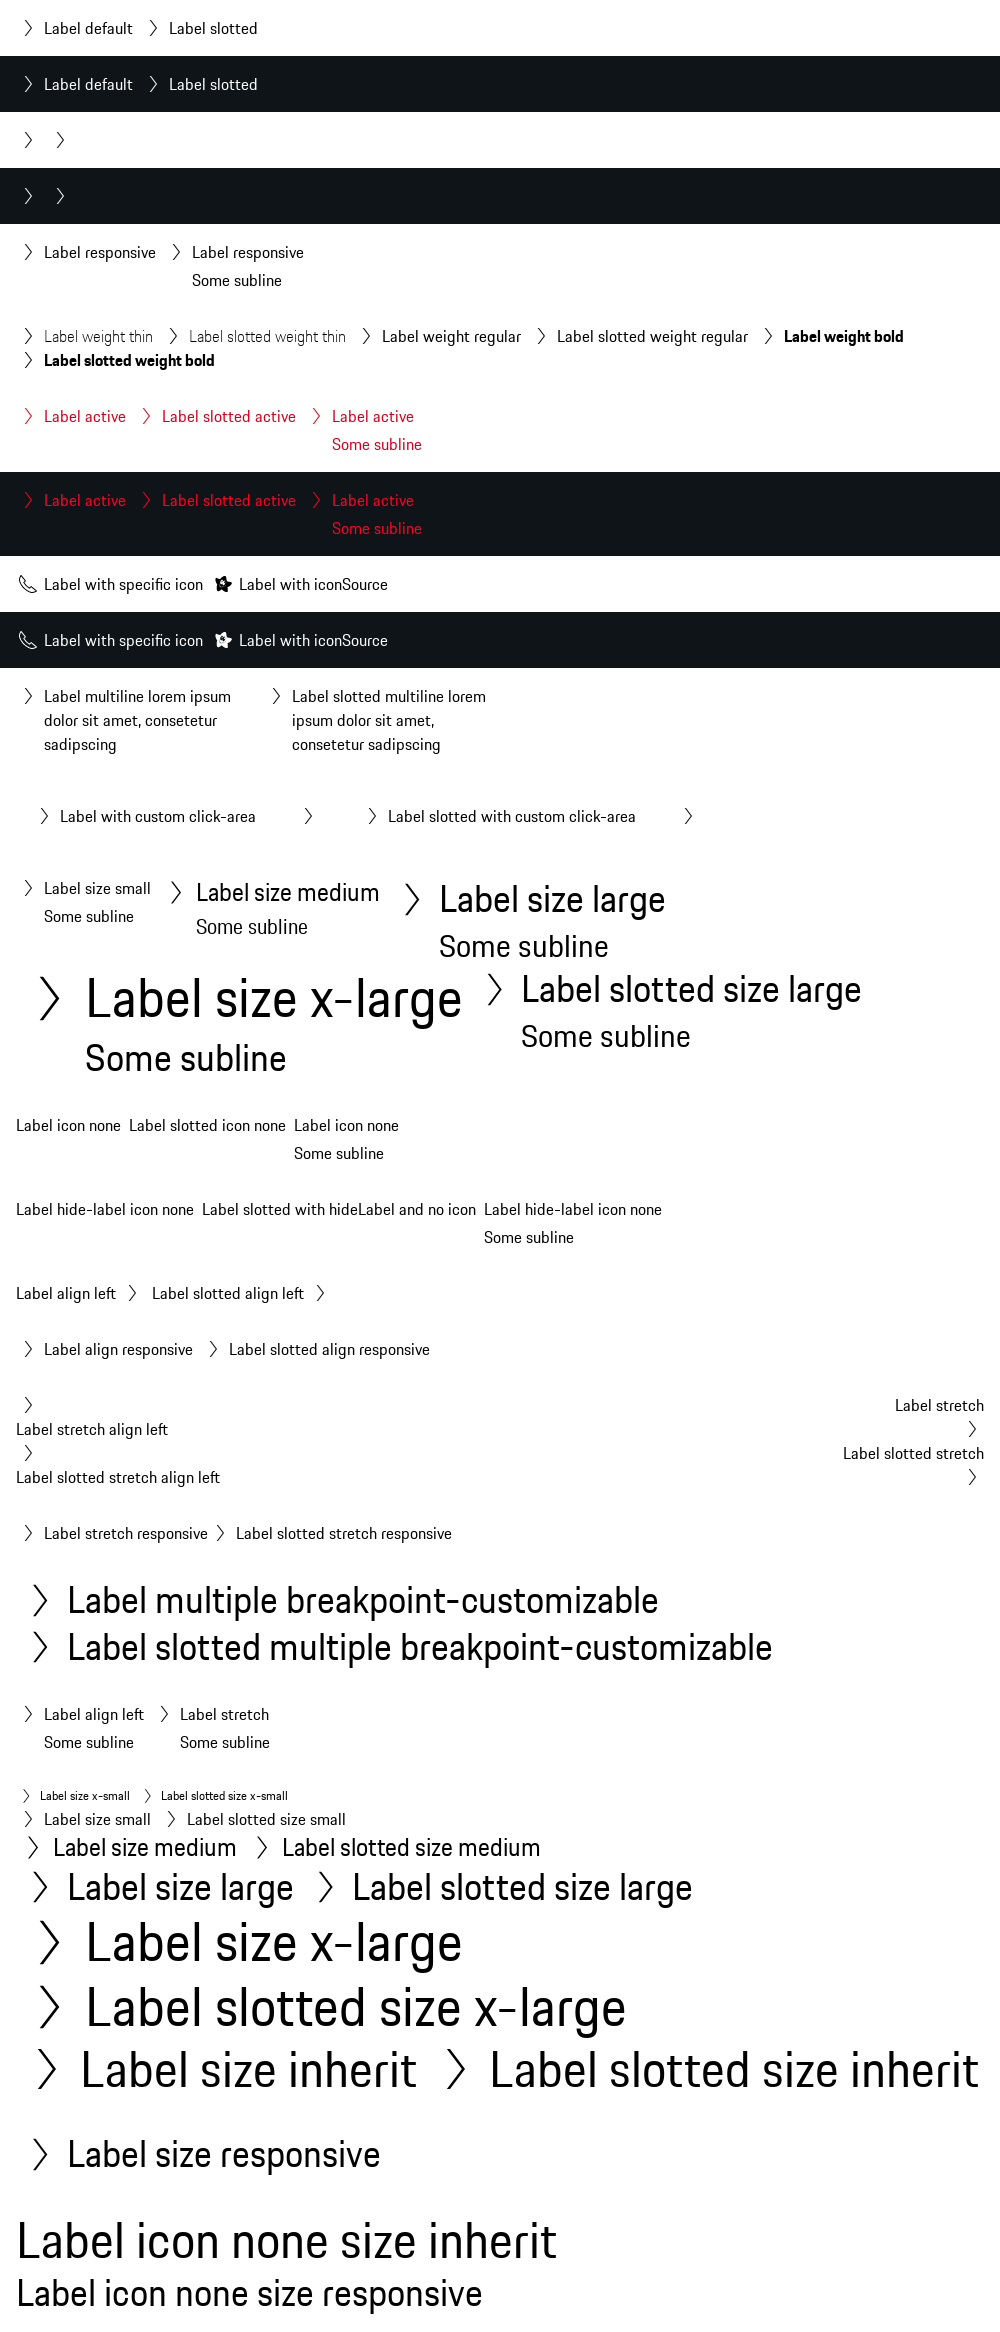 Label default Label slotted
Label default Label slotted
Label responsive Label responsive
Some subline
Label weight thin Label slotted weight thin Label weight regular Label slotted weight regular Label weight bold
Label slotted weight bold
Label active Label slotted active Label active
Some subline
Label active Label slotted active Label active
Some subline
Label with specific icon Label with iconSource
Label with specific icon Label with iconSource
Label multiline lorem ipsum Label slotted multiline lorem
dolor sit amet, consetetur ipsum dolor sit amet,
sadipscing consetetur sadipscing
Label with custom click-area Label slotted with custom click-area
Label size small Label size medium Label size large
Some subline Some subline Some subline
Label size x-large Label slotted size large
Some subline Some subline
Label icon none Label slotted icon none Label icon none
Some subline
Label hide-label icon none Label slotted with hideLabel and no icon Label hide-label icon none
Some subline
Label align left Label slotted align left
Label align responsive Label slotted align responsive
Label stretch
Label stretch align left
Label slotted stretch
Label slotted stretch align left
Label stretch responsive Label slotted stretch responsive
Label multiple breakpoint-customizable
Label slotted multiple breakpoint-customizable
Label align left Label stretch
Some subline Some subline
Label size x-small Label slotted size x-small
Label size small Label slotted size small
Label size medium Label slotted size medium
Label size large Label slotted size large
Label size x-large
Label slotted size x-large
Label size inherit Label slotted size inherit
Label size responsive
Label icon none size inherit
Label icon none size responsive